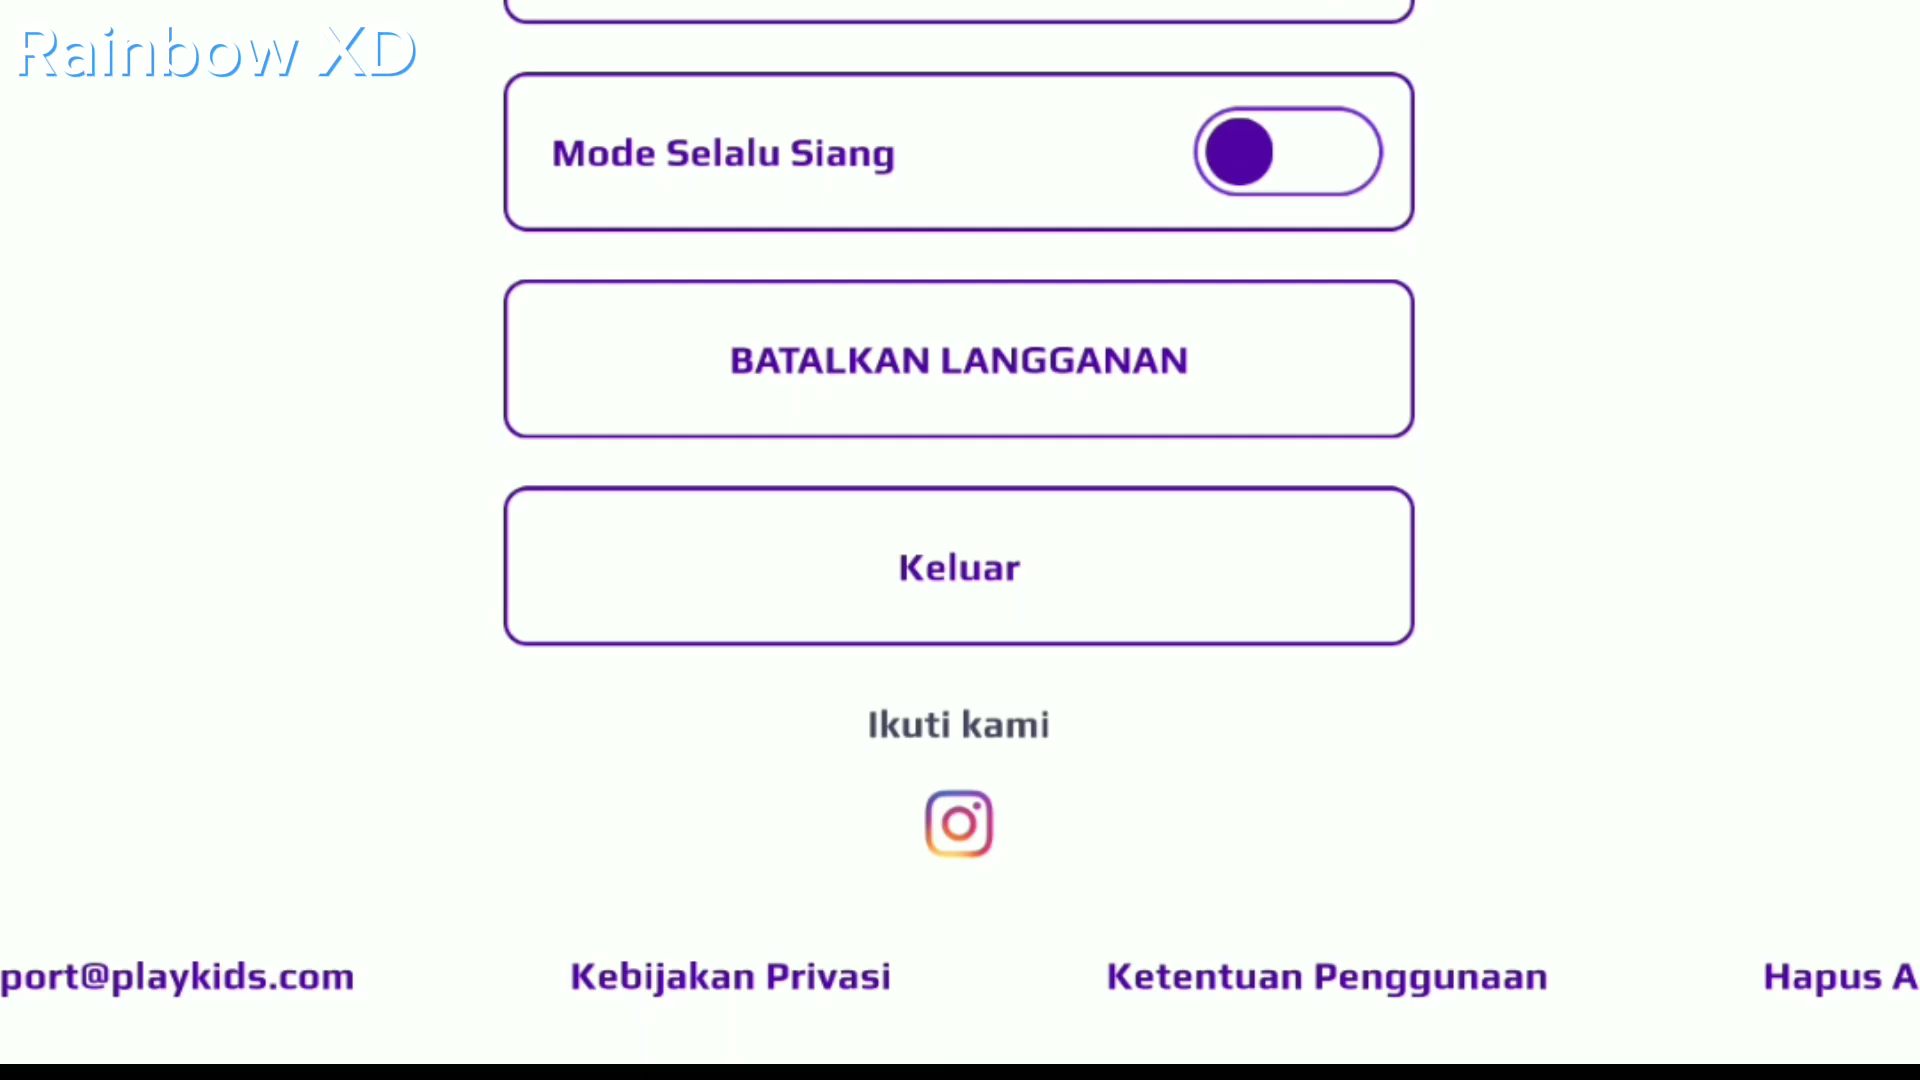 Rainbow XD
Mode Selalu Siang
BATALKAN LANGGANAN
Keluar
Ikuti kami
port@playkids.com Kebijakan Privasi Ketentuan Penggunaan Hapus A